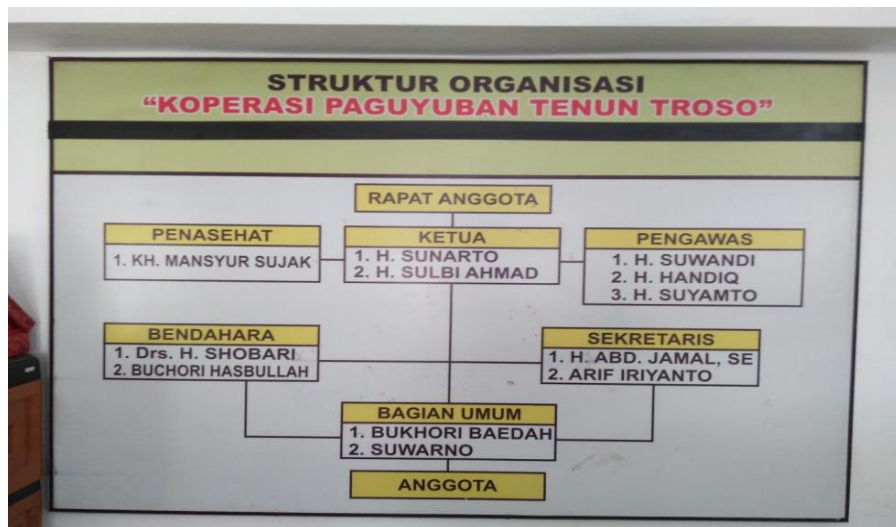 STRUKTUR ORGANISASI
"KOPERASI PAGUYUBAN TENUN TROSO"
RAPAT ANGGOTA
PENASEHAT
1. KH. MANSYUR SUJAK
KETUA
1. H. SUNARTO
2. H. SULBI AHMAD
PENGAWAS
1. H. SUWANDI
2. H. HANDIQ
3. H. SUYAMTO
BENDAHARA
1. Drs. H. SHOBARI
2. BUCHORI HASBULLAH
SEKRETARIS
1. H. ABD. JAMAL, SE
2. ARIF IRIYANTO
BAGIAN UMUM
1. BUKHORI BAEDAH
2. SUWARNO
ANGGOTA